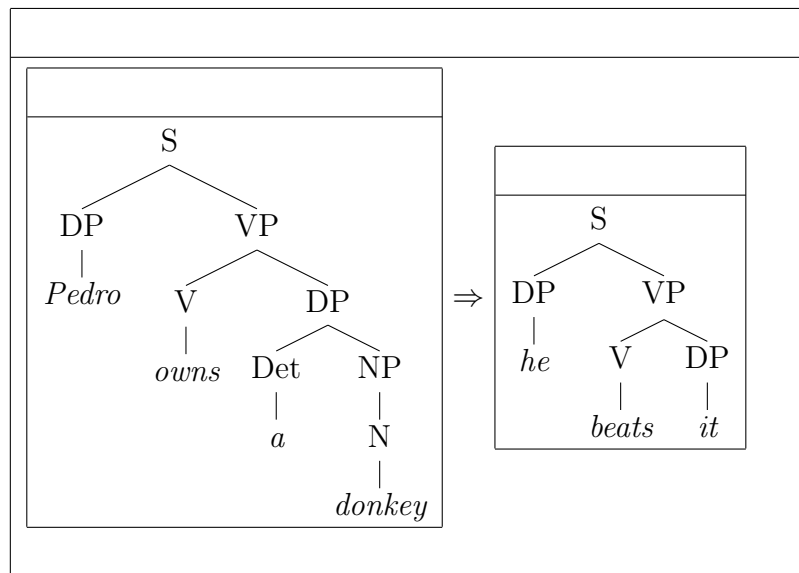 S
S
DP VP
DP VP
Pedro V DP ⇒
he V DP
owns Det NP
beats it
a N
donkey